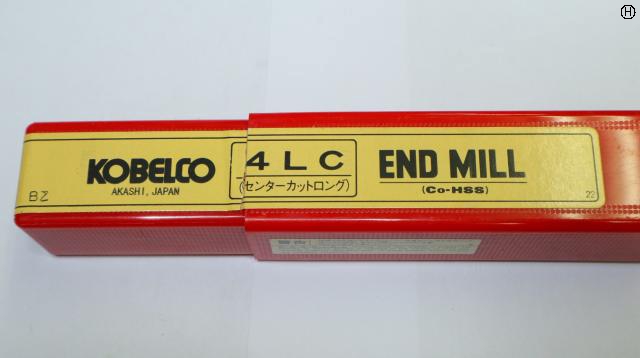 KOBELCO
AKASHI, JAPAN
BZ
4LC
(センターカットロング)
END MILL
(Co-HSS)
22
H